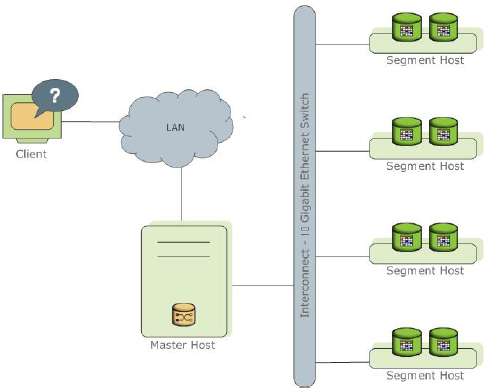 ?
Client
LAN
Master Host
Interconnect - 10 Gigabit Ethernet Switch
Segment Host
Segment Host
Segment Host
Segment Host